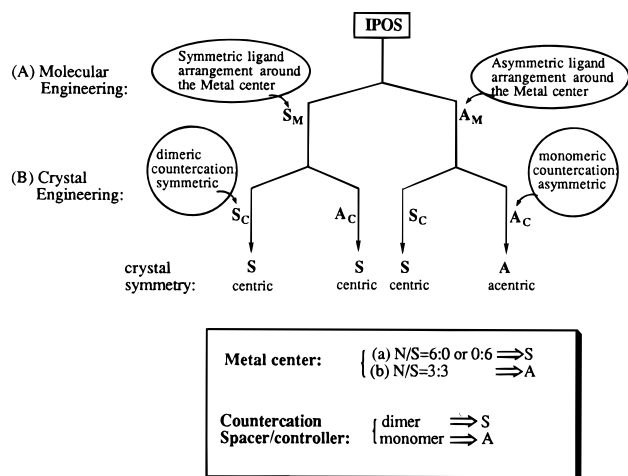 IPOS
(A) Molecular
Engineering:
Symmetric ligand
arrangement around
the Metal center
Asymmetric ligand
arrangement around
the Metal center
S_M
A_M
(B) Crystal
Engineering:
dimeric
countercation,
symmetric
monomeric
countercation,
asymmetric
S_C
A_C
S_C
A_C
crystal
symmetry:
S
centric
S
centric
S
centric
A
acentric
Metal center:
{ (a) N/S=6:0 or 0:6 ⟹S
(b) N/S=3:3 ⟹A
Countercation
Spacer/controller:
{ dimer ⟹ S
monomer ⟹ A